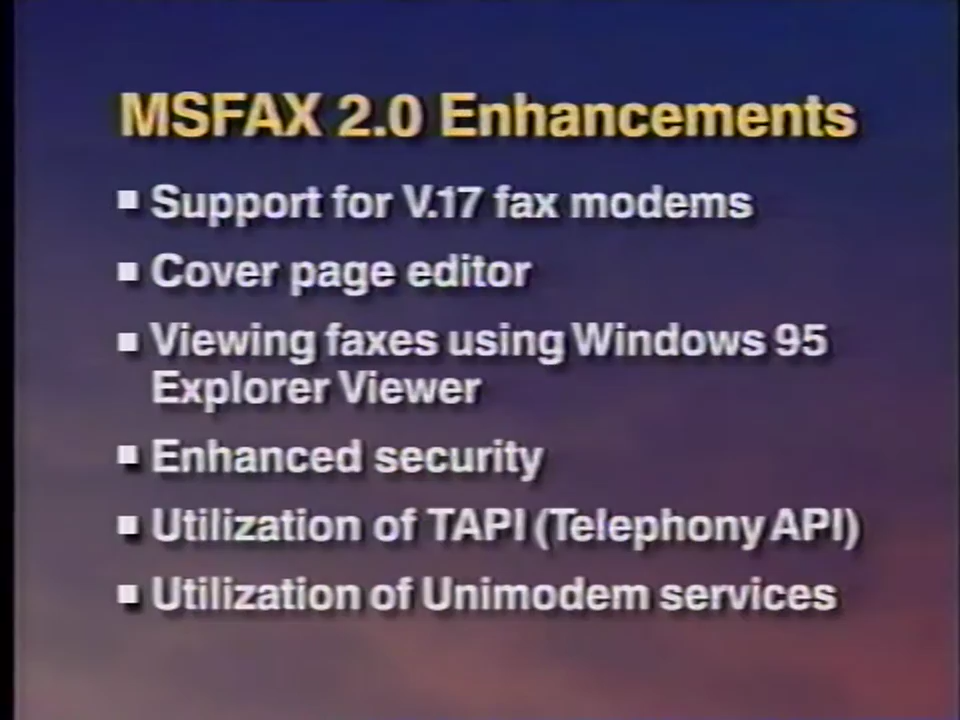 MSFAX 2.0 Enhancements
■ Support for V.17 fax modems
■ Cover page editor
■ Viewing faxes using Windows 95
Explorer Viewer
■ Enhanced security
■ Utilization of TAPI (Telephony API)
■ Utilization of Unimodem services